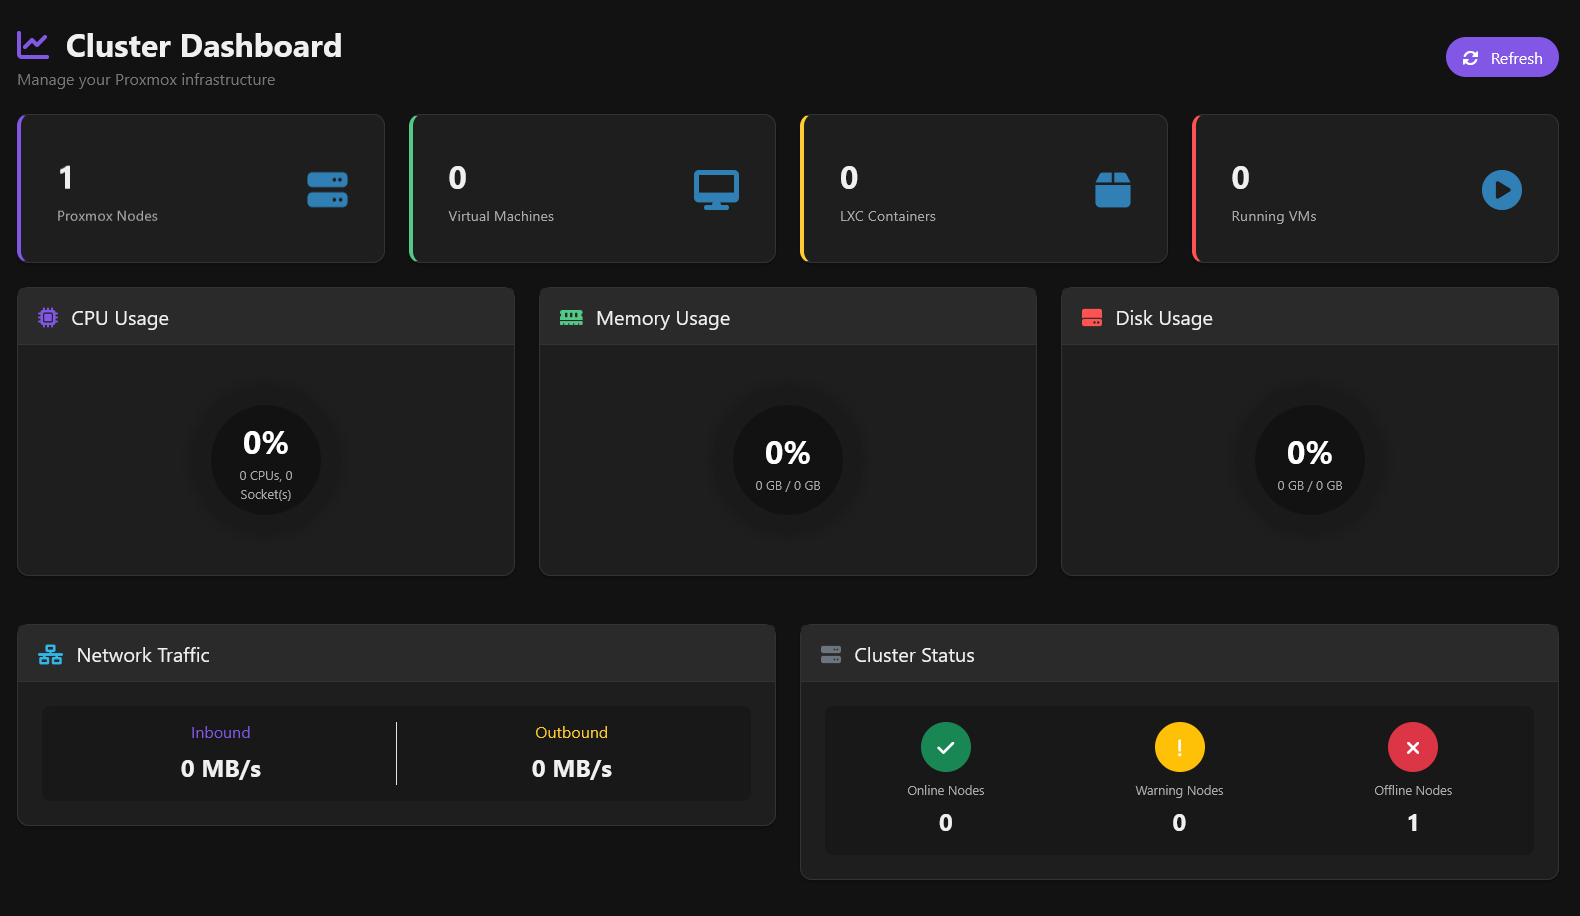 Cluster Dashboard
Manage your Proxmox infrastructure
Refresh
1
Proxmox Nodes
0
Virtual Machines
0
LXC Containers
0
Running VMs
CPU Usage
0%
0 CPUs, 0
Socket(s)
Memory Usage
0%
0 GB / 0 GB
Disk Usage
0%
0 GB / 0 GB
Network Traffic
Inbound
0 MB/s
Outbound
0 MB/s
Cluster Status
Online Nodes
0
Warning Nodes
0
Offline Nodes
1